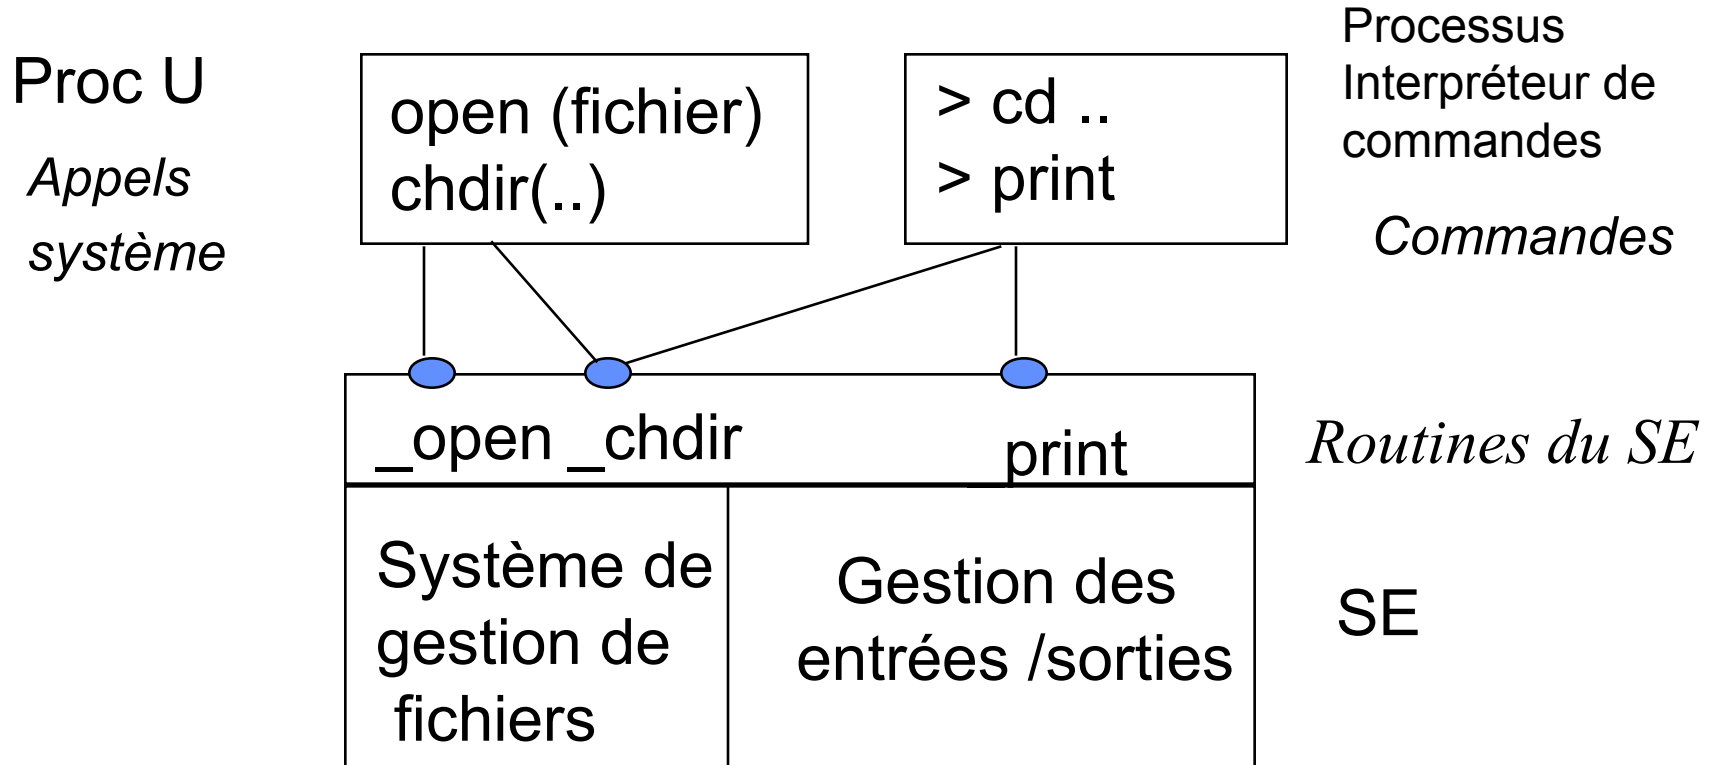 Proc U
Appels
système
open (fichier)
chdir(..)
> cd ..
> print
Processus
Interpréteur de
commandes
Commandes
_open _chdir
_print
Routines du SE
Système de
gestion de
fichiers
Gestion des
entrées /sorties
SE